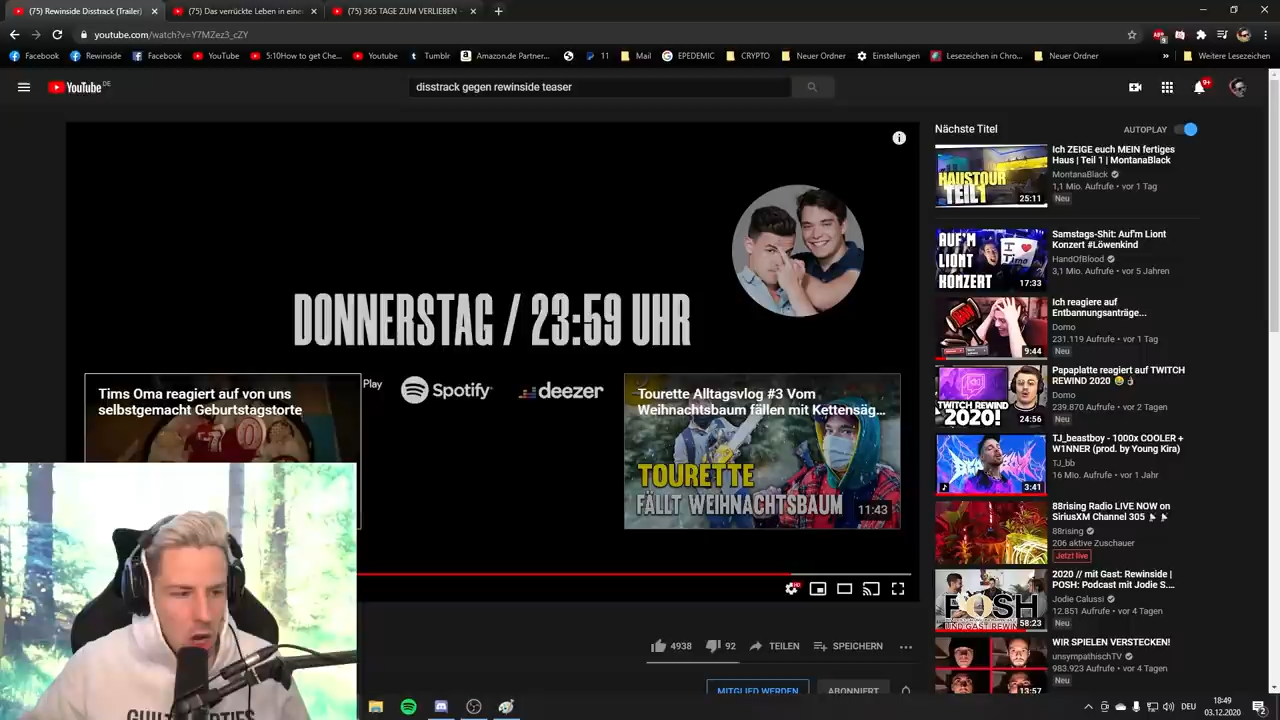 (75) Rewinside Disstrack (Trailer)
(75) Das verrückte Leben in eine
(75) 365 TAGE ZUM VERLIEBEN -
youtube.com/watch?v=Y7MZez3_cZY
Facebook
Rewinside
Facebook
YouTube
5:10How to get Che...
Youtube
Tumblr
Amazon.de Partner...
11
Mail
EPEDEMIC
CRYPTO
Neuer Ordner
Einstellungen
Lesezeichen in Chro...
Neuer Ordner
»
Weitere Lesezeichen
YouTube DE
disstrack gegen rewinside teaser
9+
DONNERSTAG / 23:59 UHR
Play
Spotify
deezer
Tims Oma reagiert auf von uns
selbstgemacht Geburtstagstorte
Tourette Alltagsvlog #3 Vom
Weihnachtsbaum fällen mit Kettensäg...
TOURETTE
FÄLLT WEIHNACHTSBAUM
11:43
HD
4938
92
TEILEN
SPEICHERN
MITGLIED WERDEN
ABONNIERT
Nächste Titel
AUTOPLAY
HAUSTOUR
TEIL 1
25:11
Ich ZEIGE euch MEIN fertiges
Haus | Teil 1 | MontanaBlack
MontanaBlack
1,1 Mio. Aufrufe • vor 1 Tag
Neu
AUF'M
LIONT
KONZERT
17:33
Samstags-Shit: Auf'm Liont
Konzert #Löwenkind
HandOfBlood
3,1 Mio. Aufrufe • vor 5 Jahren
9:44
Ich reagiere auf
Entbannungsanträge...
Domo
231.119 Aufrufe • vor 1 Tag
Neu
TWITCH
REWIND
2020!
24:56
Papaplatte reagiert auf TWITCH
REWIND 2020 😂👌
Domo
239.870 Aufrufe • vor 2 Tagen
Neu
3:41
TJ_beastboy - 1000x COOLER +
W1NNER (prod. by Young Kira)
TJ_bb
16 Mio. Aufrufe • vor 1 Jahr
88rising Radio LIVE NOW on
SiriusXM Channel 305
88rising
206 aktive Zuschauer
Jetzt live
POSH
58:23
2020 // mit Gast: Rewinside |
POSH: Podcast mit Jodie S....
Jodie Calussi
12.851 Aufrufe • vor 4 Tagen
Neu
13:57
WIR SPIELEN VERSTECKEN!
unsympathischTV
983.923 Aufrufe • vor 4 Tagen
Neu
DEU
18:49
03.12.2020